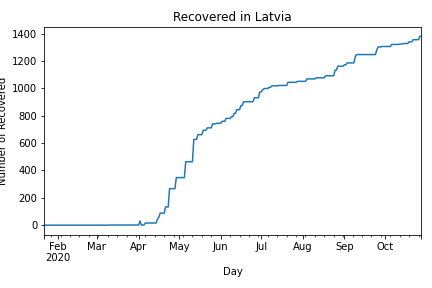 Recovered in Latvia
Number of Recovered
1400
1200
1000
800
600
400
200
0
Feb
2020
Mar
Apr
May
Jun
Jul
Aug
Sep
Oct
Day